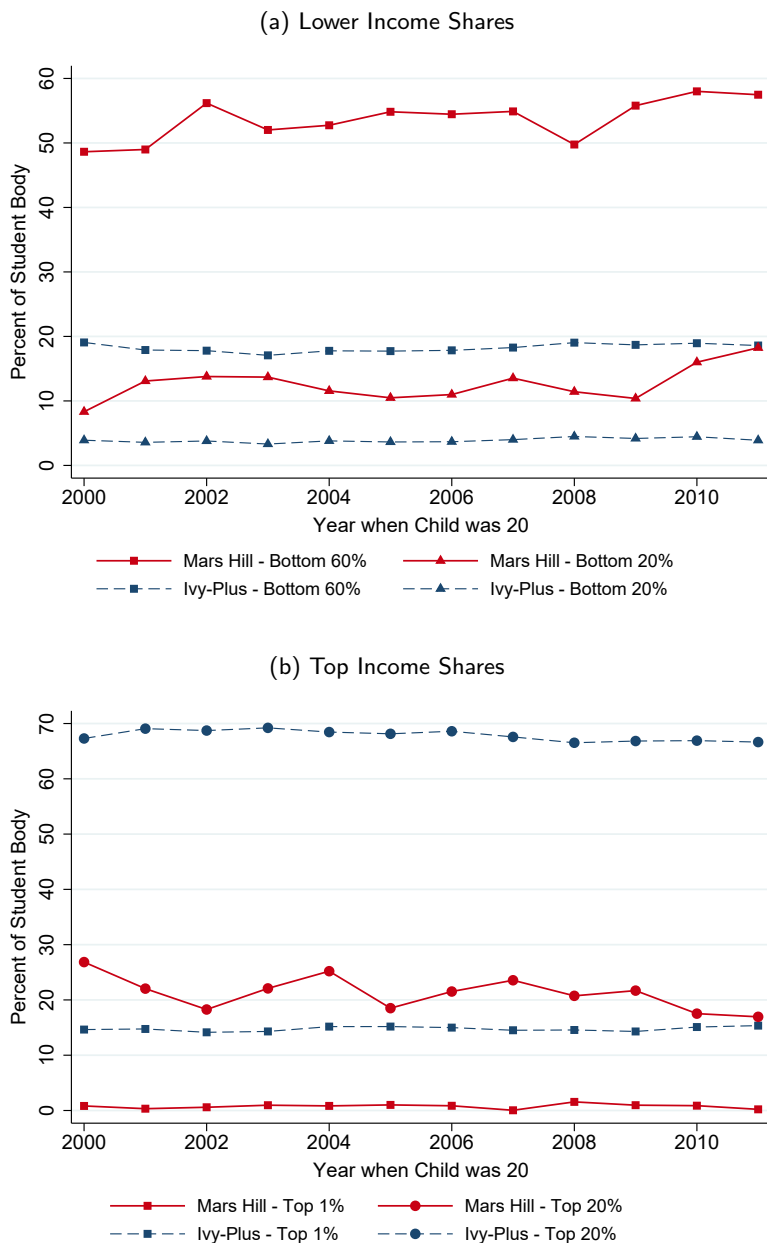 (a) Lower Income Shares
60
50
40
30
20
10
0
Percent of Student Body
2000 2002 2004 2006 2008 2010
Year when Child was 20
Mars Hill - Bottom 60% Mars Hill - Bottom 20%
Ivy-Plus - Bottom 60% Ivy-Plus - Bottom 20%
(b) Top Income Shares
70
60
50
40
30
20
10
0
Percent of Student Body
2000 2002 2004 2006 2008 2010
Year when Child was 20
Mars Hill - Top 1% Mars Hill - Top 20%
Ivy-Plus - Top 1% Ivy-Plus - Top 20%